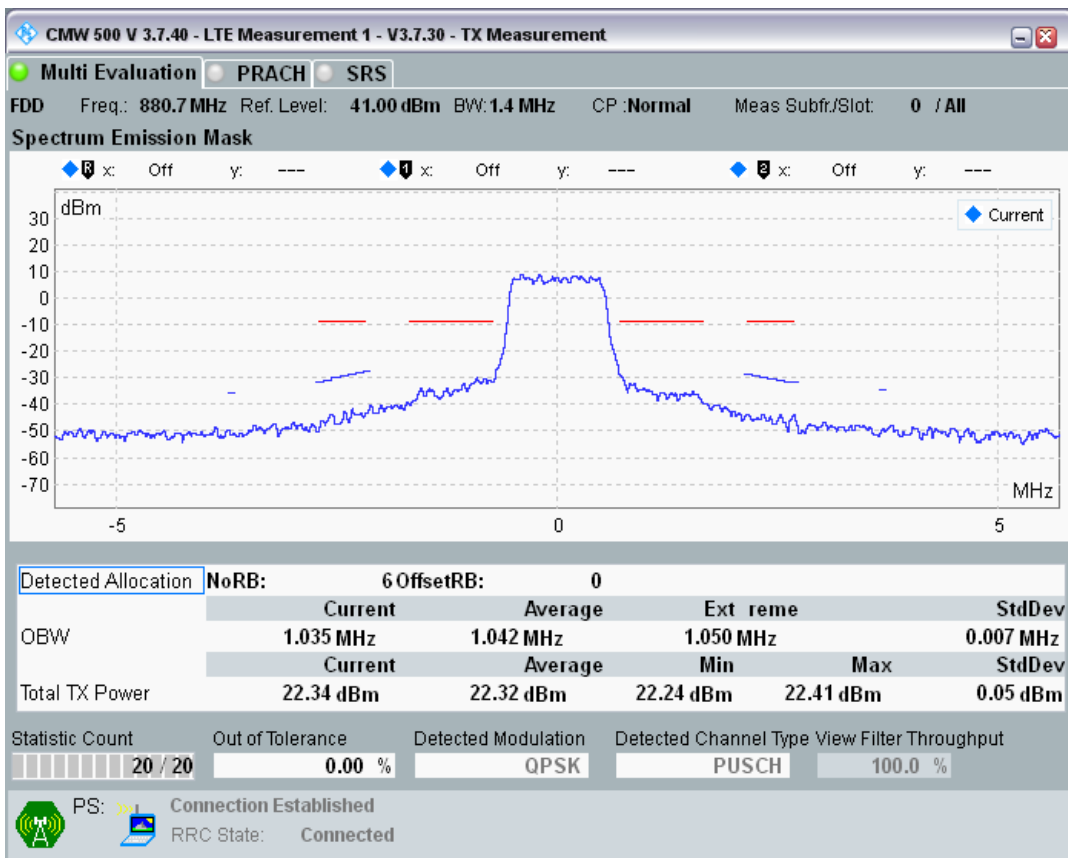 CMW 500 V 3.7.40 - LTE Measurement 1 - V3.7.30 - TX Measurement
Multi Evaluation PRACH SRS
FDD Freq.: 880.7 MHz Ref. Level: 41.00 dBm BW: 1.4 MHz CP :Normal Meas Subfr./Slot: 0 / All
Spectrum Emission Mask
R x: Off y: --- 1 x: Off y: --- 2 x: Off y: ---
dBm
Current
30
20
10
0
-10
-20
-30
-40
-50
-60
-70
MHz
-5 0 5
Detected Allocation NoRB: 6 OffsetRB: 0
Current Average Ext reme StdDev
OBW 1.035 MHz 1.042 MHz 1.050 MHz 0.007 MHz
Current Average Min Max StdDev
Total TX Power 22.34 dBm 22.32 dBm 22.24 dBm 22.41 dBm 0.05 dBm
Statistic Count Out of Tolerance Detected Modulation Detected Channel Type View Filter Throughput
20 / 20 0.00 % QPSK PUSCH 100.0 %
PS: Connection Established
RRC State: Connected